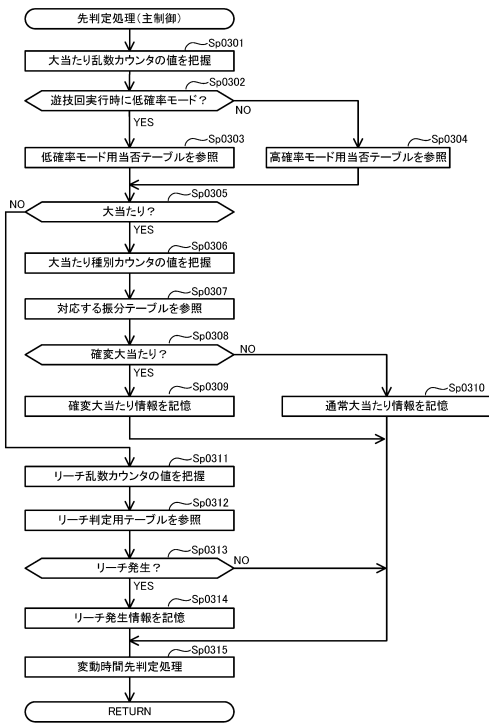 先判定処理(主制御)
Sp0301
大当たり乱数カウンタの値を把握
Sp0302
遊技回実行時に低確率モード?
NO
YES
Sp0303
低確率モード用当否テーブルを参照
Sp0304
高確率モード用当否テーブルを参照
Sp0305
NO
大当たり?
YES
Sp0306
大当たり種別カウンタの値を把握
Sp0307
対応する振分テーブルを参照
Sp0308
確変大当たり?
NO
YES
Sp0309
確変大当たり情報を記憶
Sp0310
通常大当たり情報を記憶
Sp0311
リーチ乱数カウンタの値を把握
Sp0312
リーチ判定用テーブルを参照
Sp0313
リーチ発生?
NO
YES
Sp0314
リーチ発生情報を記憶
Sp0315
変動時間先判定処理
RETURN